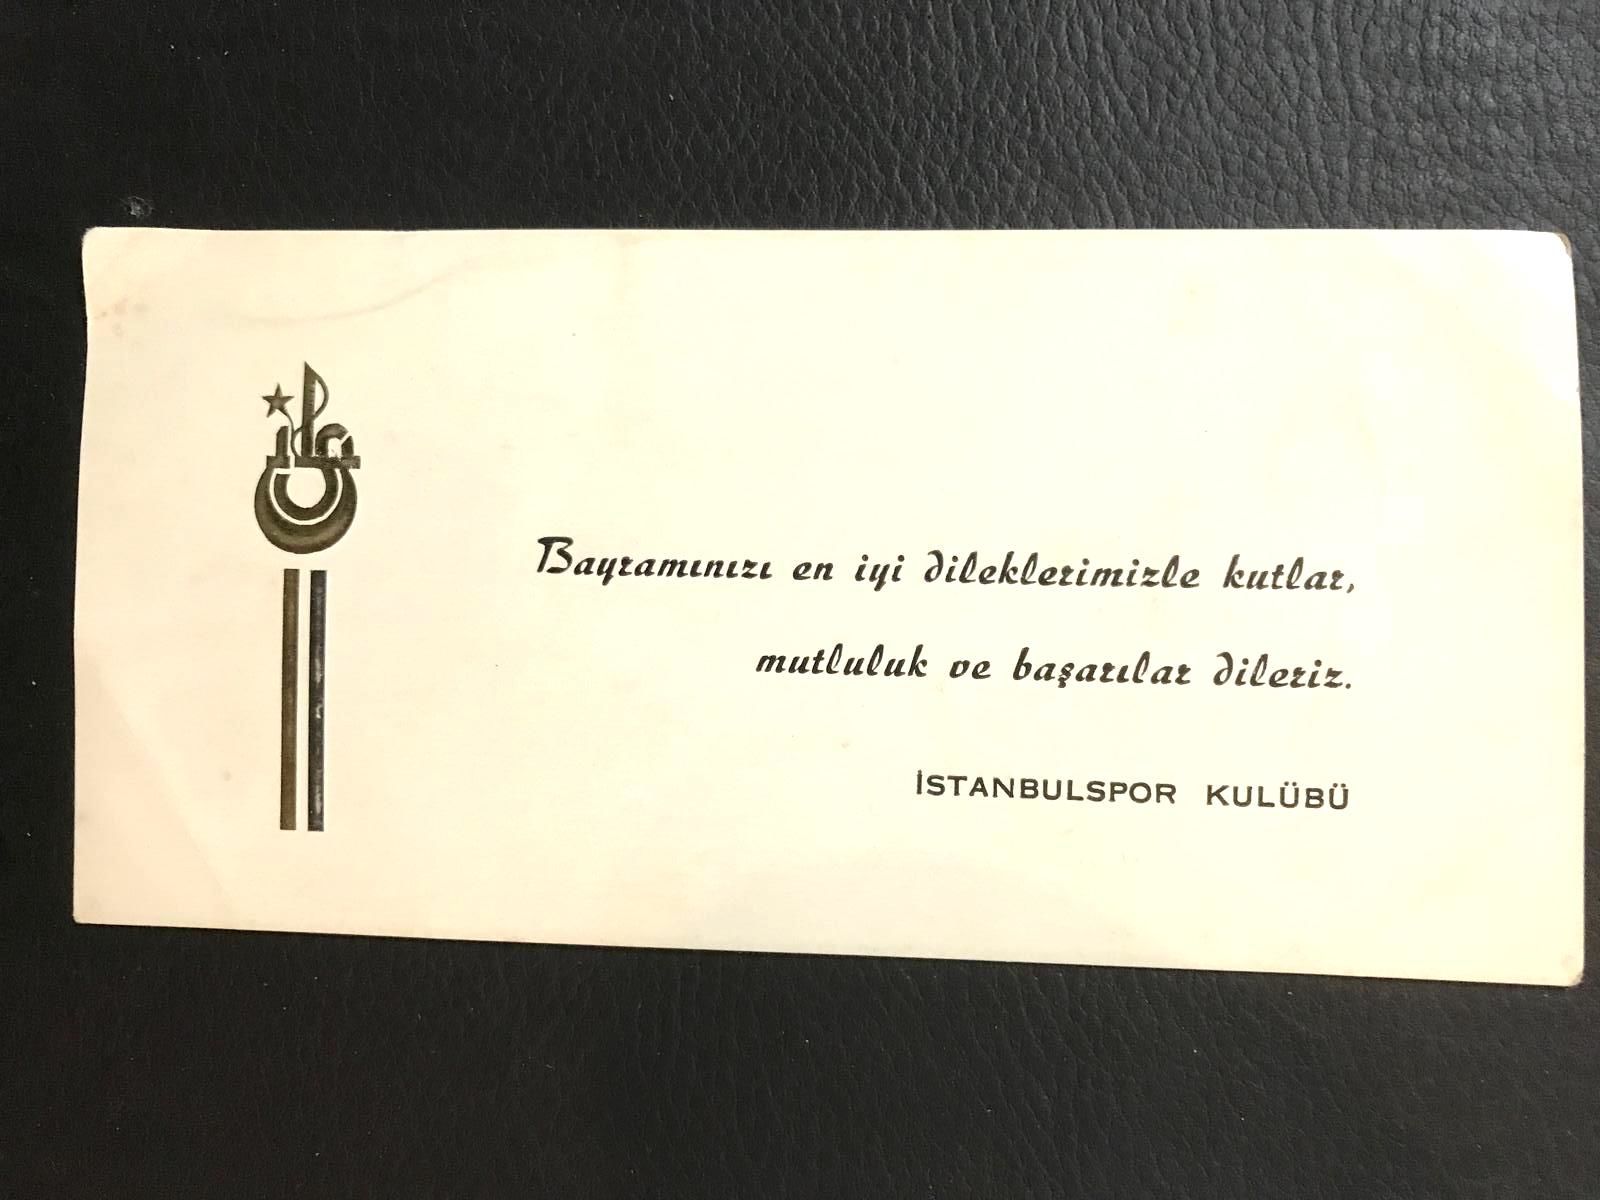 Bayramınızı en iyi dileklerimizle kutlar,
mutluluk ve başarılar dileriz.
İSTANBULSPOR KULÜBÜ